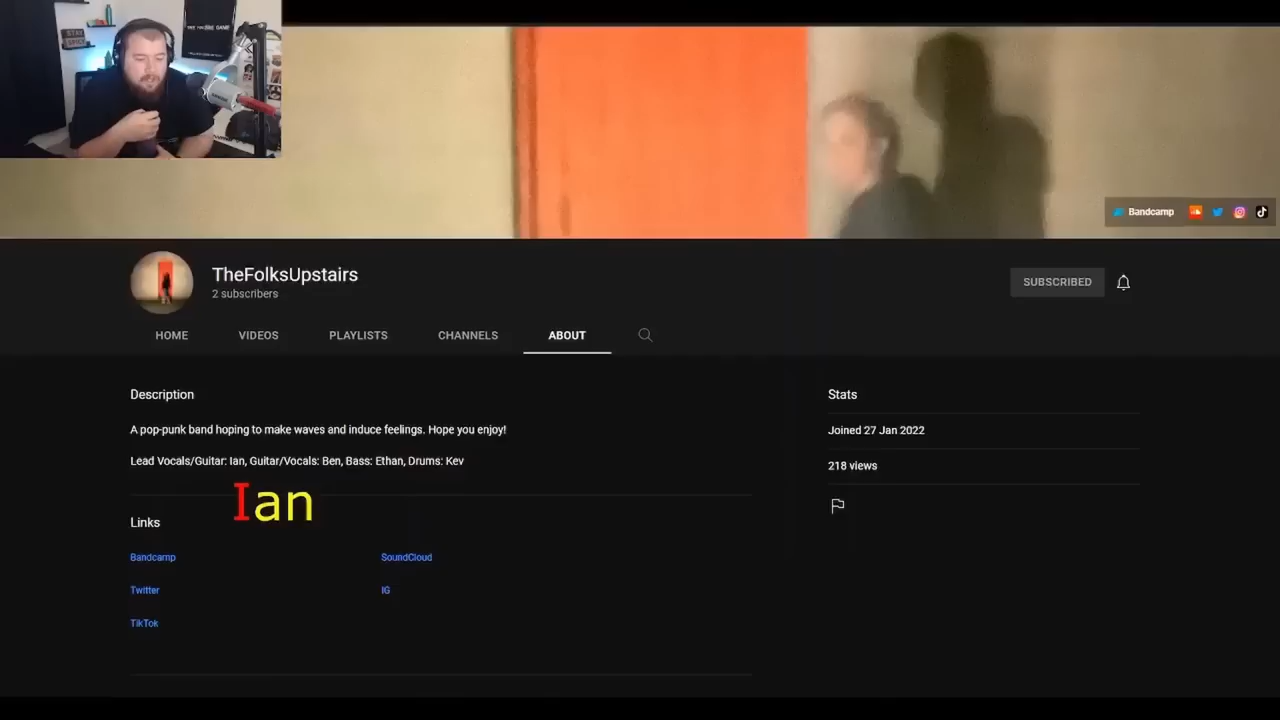 STAY
Bandcamp
TheFolksUpstairs
2 subscribers
SUBSCRIBED
HOME
VIDEOS
PLAYLISTS
CHANNELS
ABOUT
Description
Stats
A pop-punk band hoping to make waves and induce feelings. Hope you enjoy!
Joined 27 Jan 2022
Lead Vocals/Guitar: Ian, Guitar/Vocals: Ben, Bass: Ethan, Drums: Kev
218 views
Ian
Links
Bandcamp
SoundCloud
Twitter
IG
TikTok